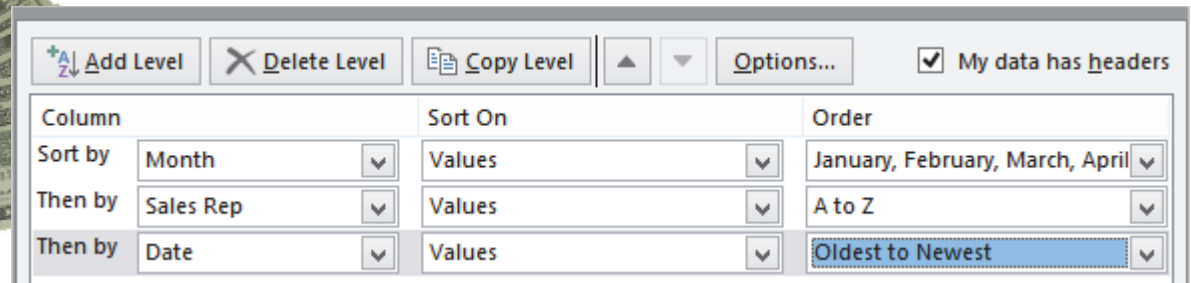 Add Level Delete Level Copy Level Options... My data has headers
Column Sort On Order
Sort by Month Values January, February, March, April
Then by Sales Rep Values A to Z
Then by Date Values Oldest to Newest